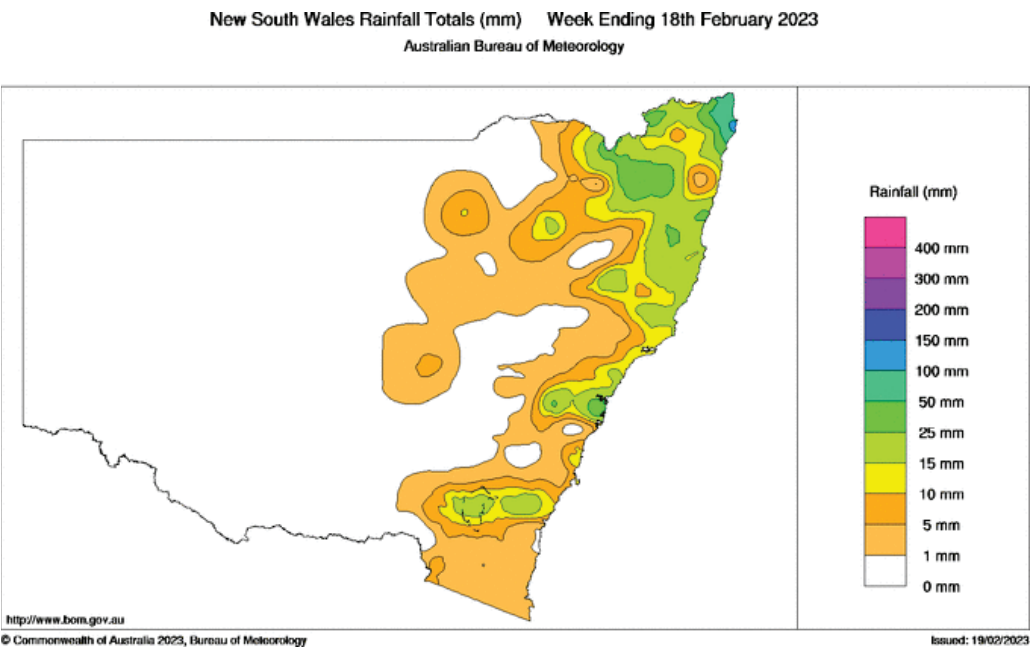 New South Wales Rainfall Totals (mm) Week Ending 18th February 2023
Australian Bureau of Meteorology
Rainfall (mm)
400 mm
300 mm
200 mm
150 mm
100 mm
50 mm
25 mm
15 mm
10 mm
5 mm
1 mm
0 mm
http://www.bom.gov.au
© Commonwealth of Australia 2023, Bureau of Meteorology Issued: 19/02/2023